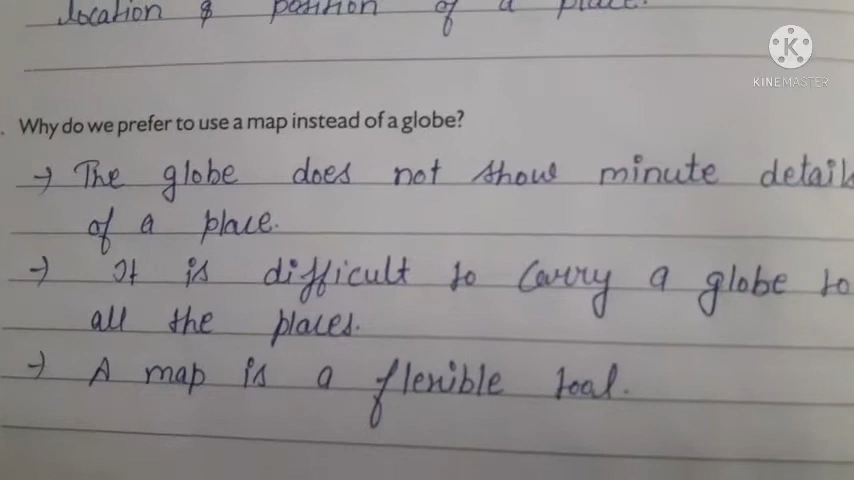 location & position of a place.
K
KINEMASTER
. Why do we prefer to use a map instead of a globe?
→ The globe does not show minute details
of a place.
→ It is difficult to carry a globe to
all the places.
→ A map is a flexible tool.